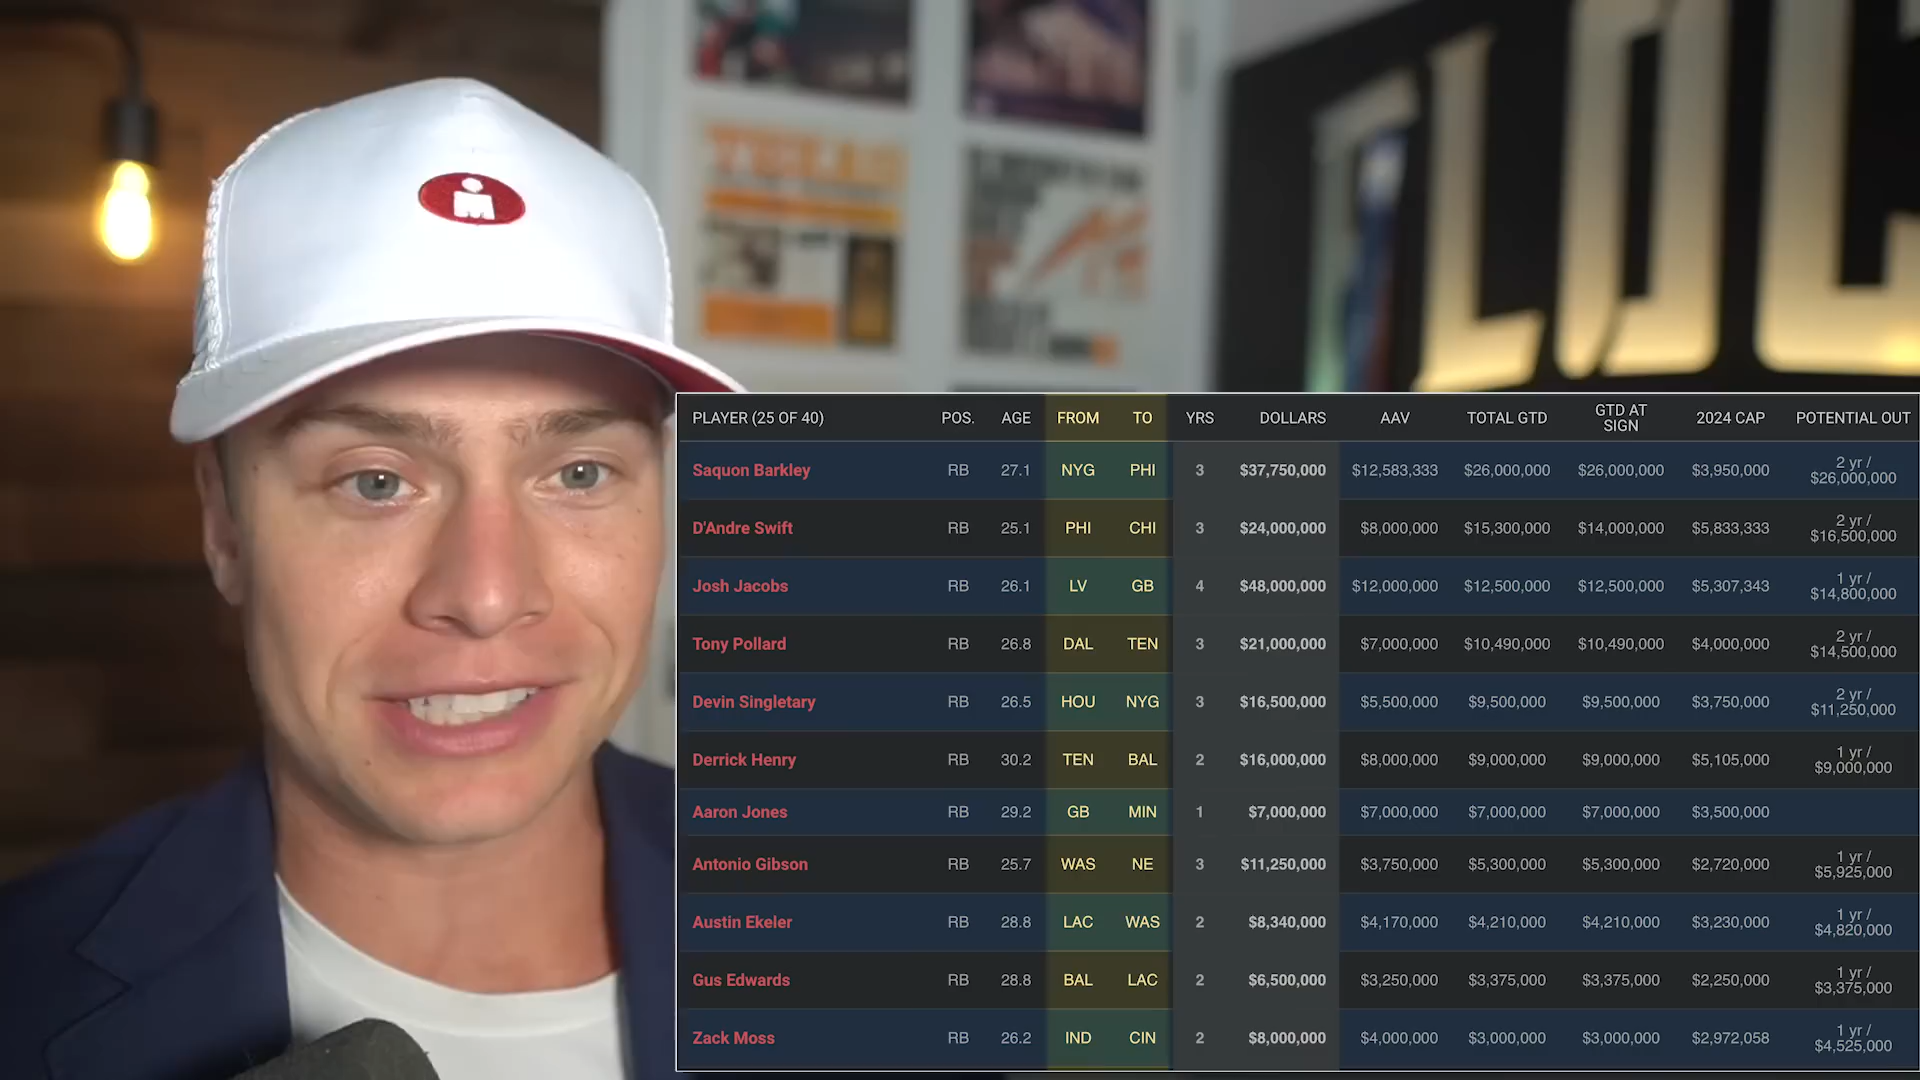 LOC
PLAYER (25 OF 40) POS. AGE FROM TO YRS DOLLARS AAV TOTAL GTD GTD AT SIGN 2024 CAP POTENTIAL OUT
Saquon Barkley RB 27.1 NYG PHI 3 $37,750,000 $12,583,333 $26,000,000 $26,000,000 $3,950,000 2 yr / $26,000,000
D'Andre Swift RB 25.1 PHI CHI 3 $24,000,000 $8,000,000 $15,300,000 $14,000,000 $5,833,333 2 yr / $16,500,000
Josh Jacobs RB 26.1 LV GB 4 $48,000,000 $12,000,000 $12,500,000 $12,500,000 $5,307,343 1 yr / $14,800,000
Tony Pollard RB 26.8 DAL TEN 3 $21,000,000 $7,000,000 $10,490,000 $10,490,000 $4,000,000 2 yr / $14,500,000
Devin Singletary RB 26.5 HOU NYG 3 $16,500,000 $5,500,000 $9,500,000 $9,500,000 $3,750,000 2 yr / $11,250,000
Derrick Henry RB 30.2 TEN BAL 2 $16,000,000 $8,000,000 $9,000,000 $9,000,000 $5,105,000 1 yr / $9,000,000
Aaron Jones RB 29.2 GB MIN 1 $7,000,000 $7,000,000 $7,000,000 $7,000,000 $3,500,000
Antonio Gibson RB 25.7 WAS NE 3 $11,250,000 $3,750,000 $5,300,000 $5,300,000 $2,720,000 1 yr / $5,925,000
Austin Ekeler RB 28.8 LAC WAS 2 $8,340,000 $4,170,000 $4,210,000 $4,210,000 $3,230,000 1 yr / $4,820,000
Gus Edwards RB 28.8 BAL LAC 2 $6,500,000 $3,250,000 $3,375,000 $3,375,000 $2,250,000 1 yr / $3,375,000
Zack Moss RB 26.2 IND CIN 2 $8,000,000 $4,000,000 $3,000,000 $3,000,000 $2,972,058 1 yr / $4,525,000